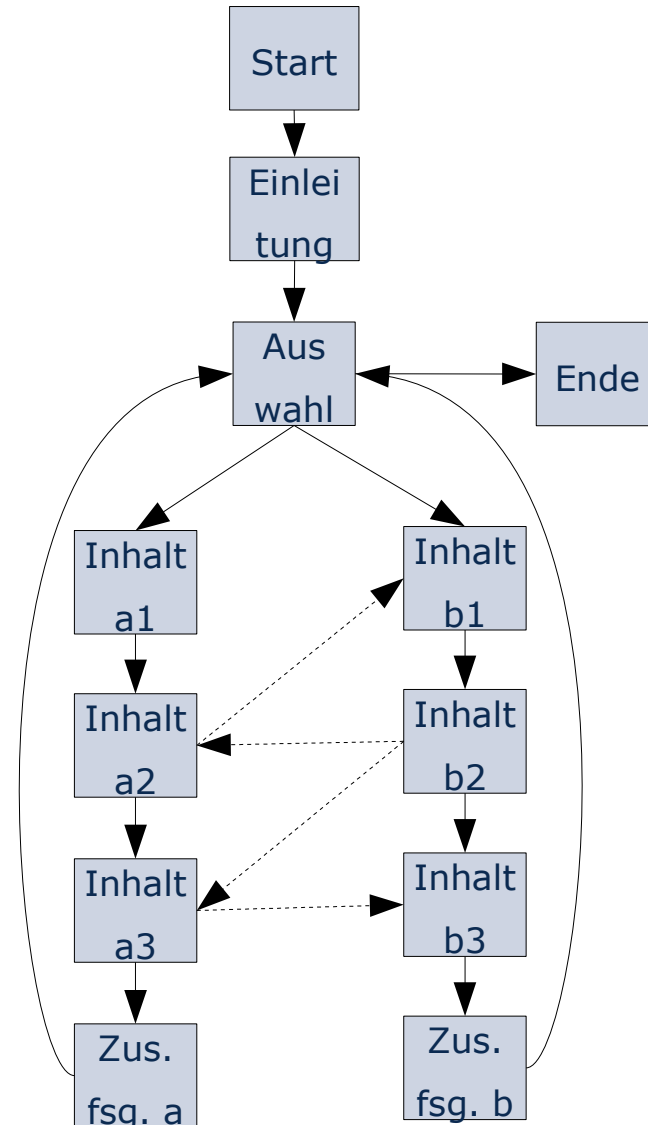 Start
Einlei
tung
Aus
wahl
Ende
Inhalt
a1
Inhalt
b1
Inhalt
a2
Inhalt
b2
Inhalt
a3
Inhalt
b3
Zus.
fsg. a
Zus.
fsg. b